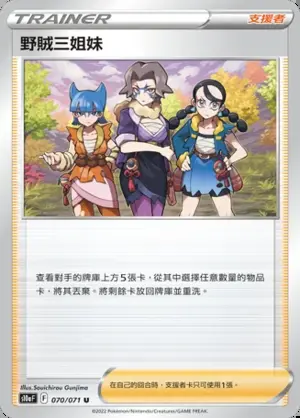 TRAINER
支援者
野賊三姐妹
查看對手的牌庫上方5張卡，從其中選擇任意數量的物品
卡，將其丟棄。將剩餘卡放回牌庫並重洗。
Illus. Souichirou Gunjima
s10a F F 070/071 U
在自己的回合時，支援者卡只可使用1張。
©2022 Pokémon/Nintendo/Creatures/GAME FREAK.